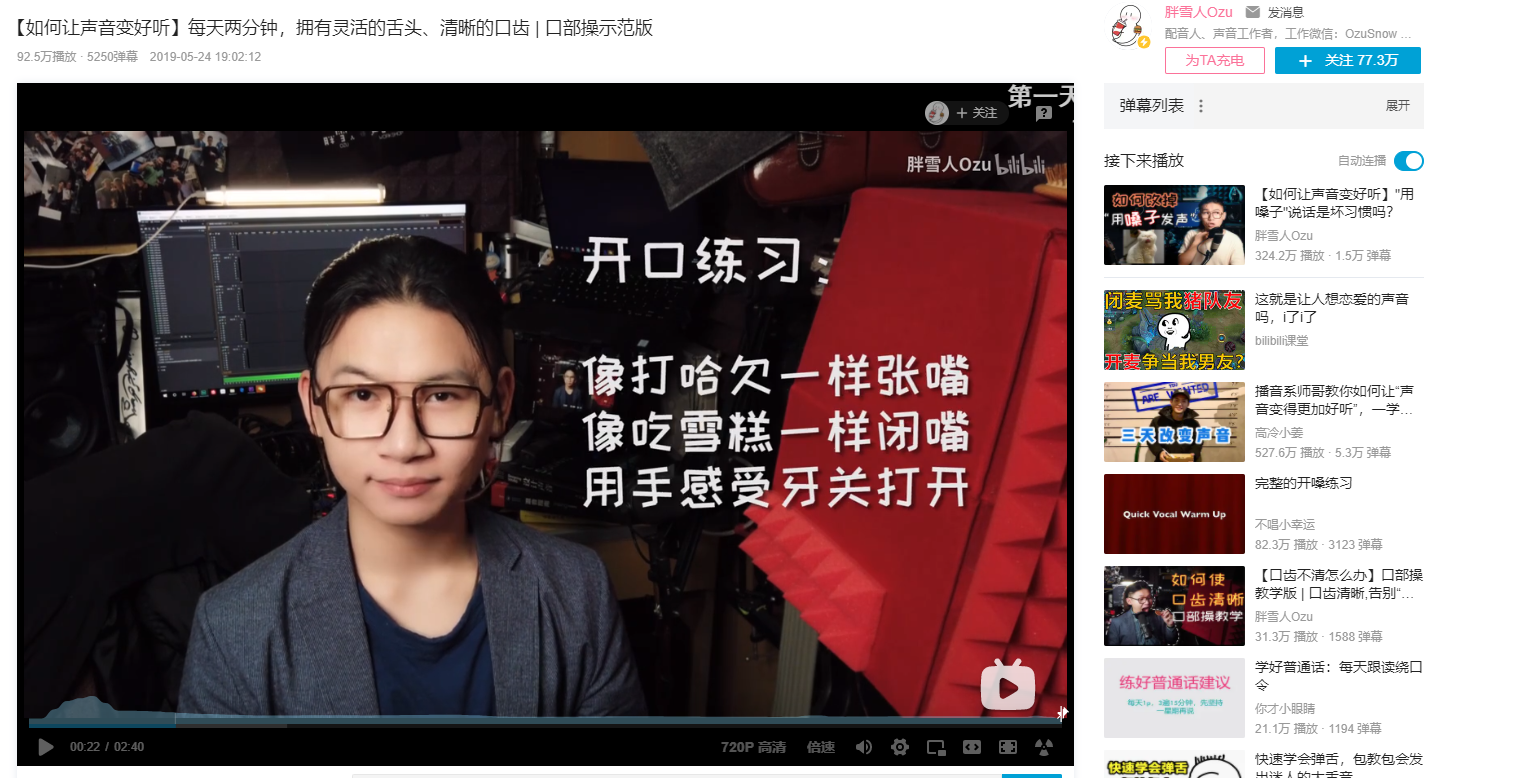 【如何让声音变好听】每天两分钟，拥有灵活的舌头、清晰的口齿 | 口部操示范版
92.5万播放 · 5250弹幕 2019-05-24 19:02:12
第一天
+ 关注
胖雪人Ozu bilibili
开口练习：
像打哈欠一样张嘴
像吃雪糕一样闭嘴
用手感受牙关打开
00:22 / 02:40
720P 高清
倍速
胖雪人Ozu 发消息
配音人、声音工作者，工作微信：OzuSnow ...
为TA充电
+ 关注 77.3万
弹幕列表
展开
接下来播放
自动连播
如何改掉
"用嗓子发声"
【如何让声音变好听】"用
嗓子"说话是坏习惯吗？
胖雪人Ozu
324.2万 播放 · 1.5万 弹幕
闭麦骂我猪队友
开麦争当我男友?
这就是让人想恋爱的声音
吗，i了i了
bilibili课堂
ARE WANTED
三天改变声音
播音系师哥教你如何让“声
音变得更加好听”，一学…
高冷小姜
527.6万 播放 · 5.3万 弹幕
Quick Vocal Warm Up
完整的开嗓练习
不唱小幸运
82.3万 播放 · 3123 弹幕
如何使
口齿清晰
口部操教学
【口齿不清怎么办】口部操
教学版 | 口齿清晰,告别“…
胖雪人Ozu
31.3万 播放 · 1588 弹幕
练好普通话建议
学好普通话：每天跟读绕口
令
你才小眼睛
21.1万 播放 · 1194 弹幕
快速学会弹舌
快速学会弹舌，包教包会发